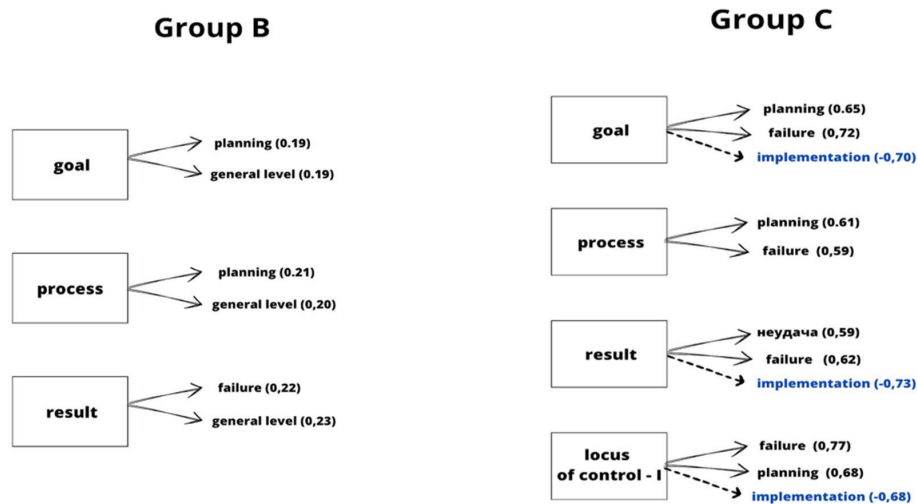 Group B
goal
planning (0.19)
general level (0.19)
process
planning (0.21)
general level (0,20)
result
failure (0,22)
general level (0,23)
Group C
goal
planning (0.65)
failure (0,72)
implementation (-0,70)
process
planning (0.61)
failure (0,59)
result
неудача (0,59)
failure (0,62)
implementation (-0,73)
locus
of control - I
failure (0,77)
planning (0,68)
implementation (-0,68)